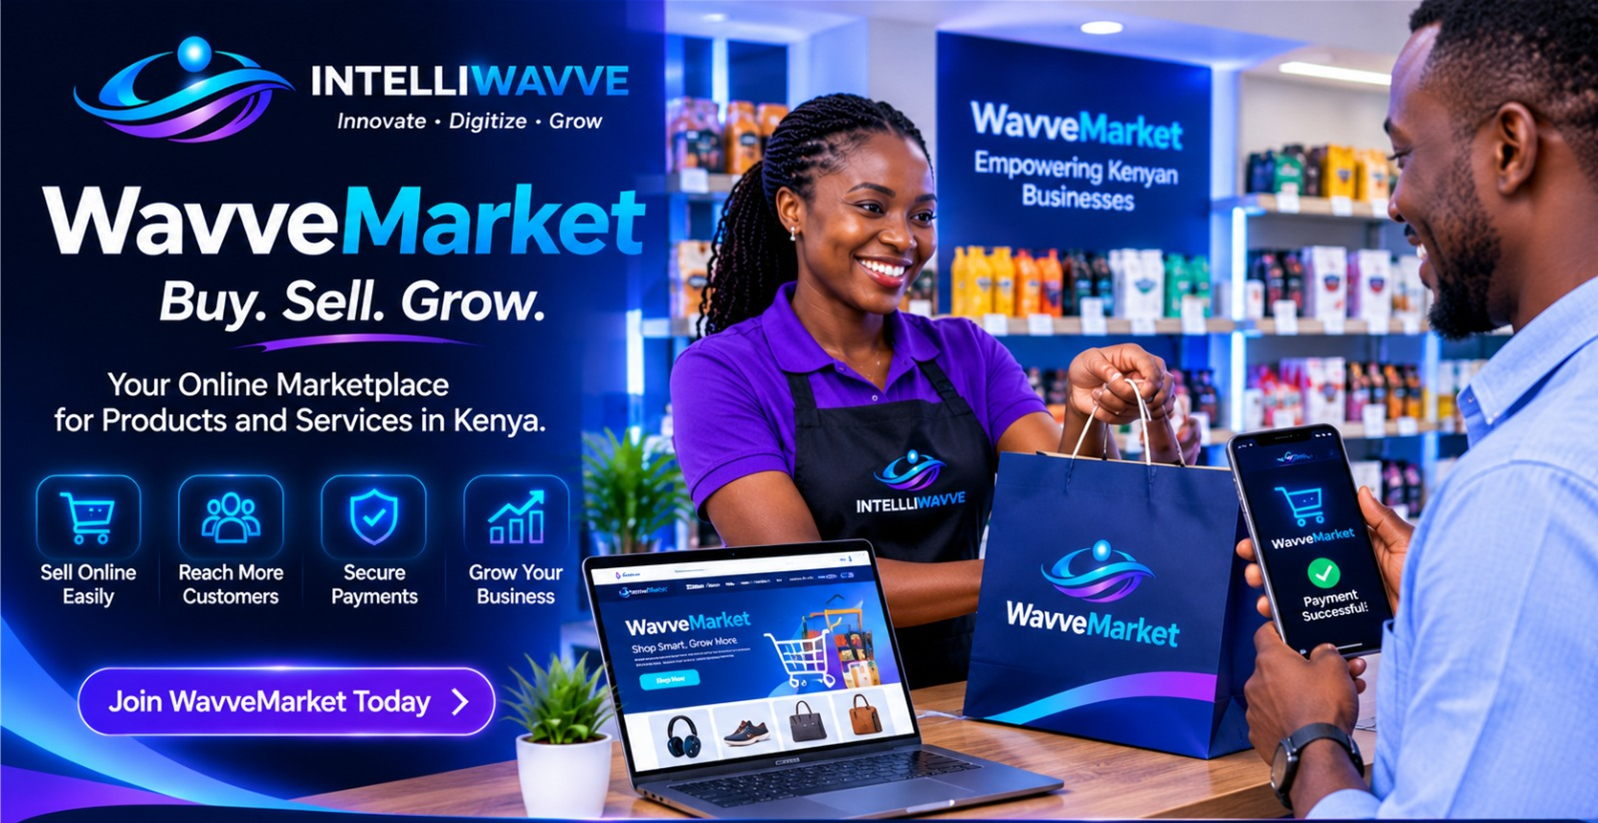 INTELLIWAVVE
Innovate · Digitize · Grow
WavveMarket
Buy. Sell. Grow.
Your Online Marketplace
for Products and Services in Kenya.
Sell Online
Easily
Reach More
Customers
Secure
Payments
Grow Your
Business
Join WavveMarket Today
WavveMarket
Empowering Kenyan
Businesses
INTELLLIWAVVE
WavveMarket
WavveMarket
Payment
Successful!
WavveMarket
Shop Smart. Grow More.
Shop Now